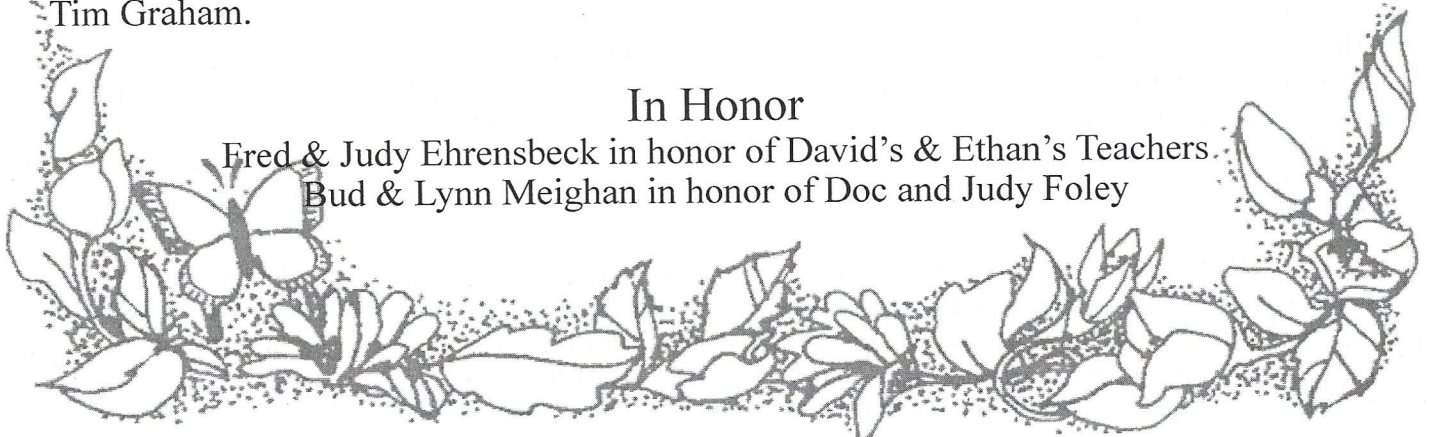 Tim Graham.
In Honor
Fred & Judy Ehrensbeck in honor of David’s & Ethan’s Teachers.
Bud & Lynn Meighan in honor of Doc and Judy Foley